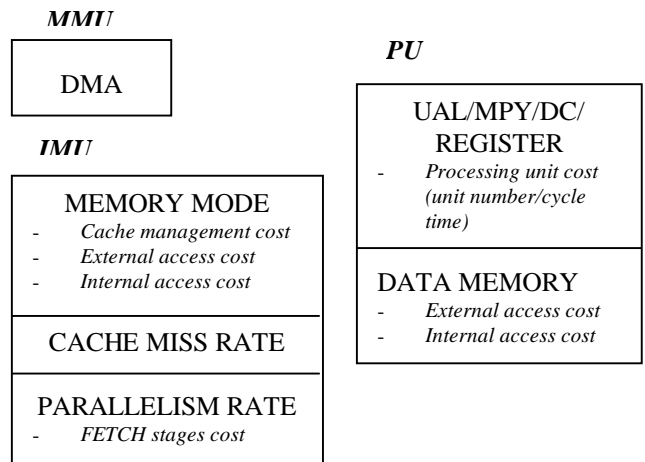 MMU
DMA
IMU
MEMORY MODE
- Cache management cost
- External access cost
- Internal access cost
CACHE MISS RATE
PARALLELISM RATE
- FETCH stages cost
PU
UAL/MPY/DC/
REGISTER
- Processing unit cost
(unit number/cycle
time)
DATA MEMORY
- External access cost
- Internal access cost